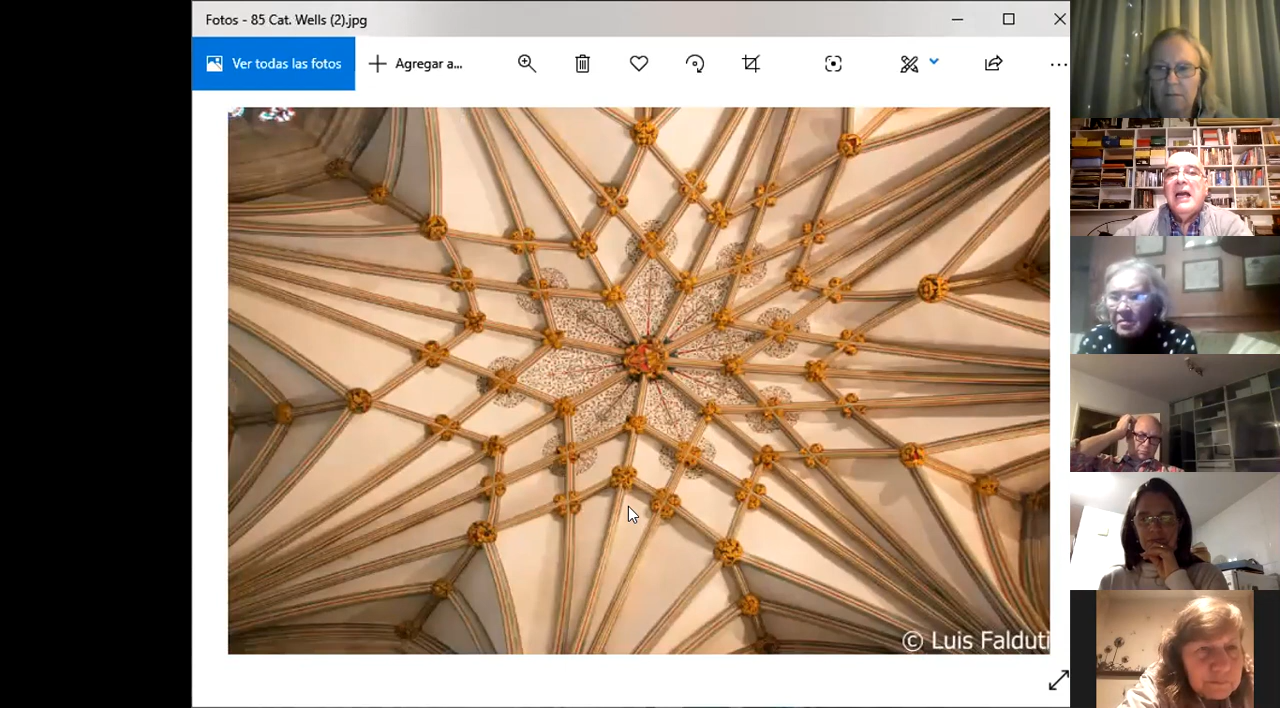 Fotos - 85 Cat. Wells (2).jpg
Ver todas las fotos
Agregar a...
© Luis Falduti